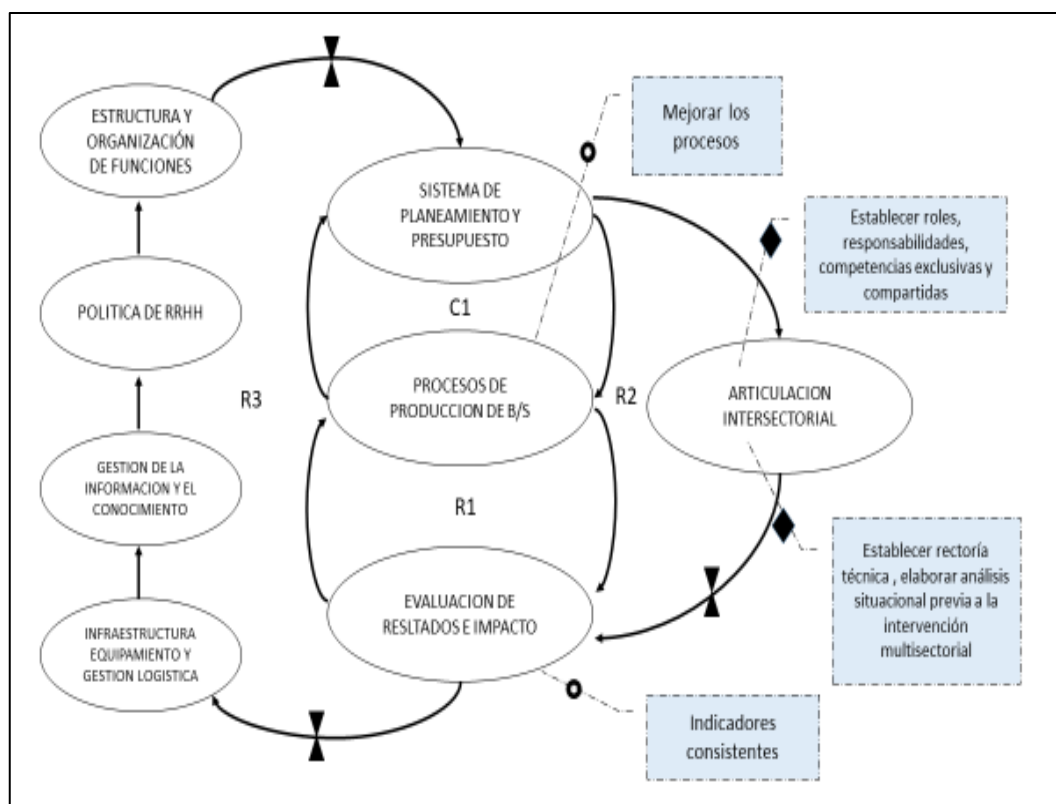 ESTRUCTURA Y
ORGANIZACIÓN
DE FUNCIONES
POLITICA DE RRHH
GESTION DE LA
INFORMACION Y EL
CONOCIMIENTO
INFRAESTRUCTURA
EQUIPAMIENTO Y
GESTION LOGISTICA
R3
SISTEMA DE
PLANEAMIENTO Y
PRESUPUESTO
C1
PROCESOS DE
PRODUCCION DE B/S
R1
EVALUACION DE
RESLTADOS E IMPACTO
R2
ARTICULACION
INTERSECTORIAL
Mejorar los
procesos
Establecer roles,
responsabilidades,
competencias exclusivas y
compartidas
Establecer rectoría
técnica , elaborar análisis
situacional previa a la
intervención
multisectorial
Indicadores
consistentes